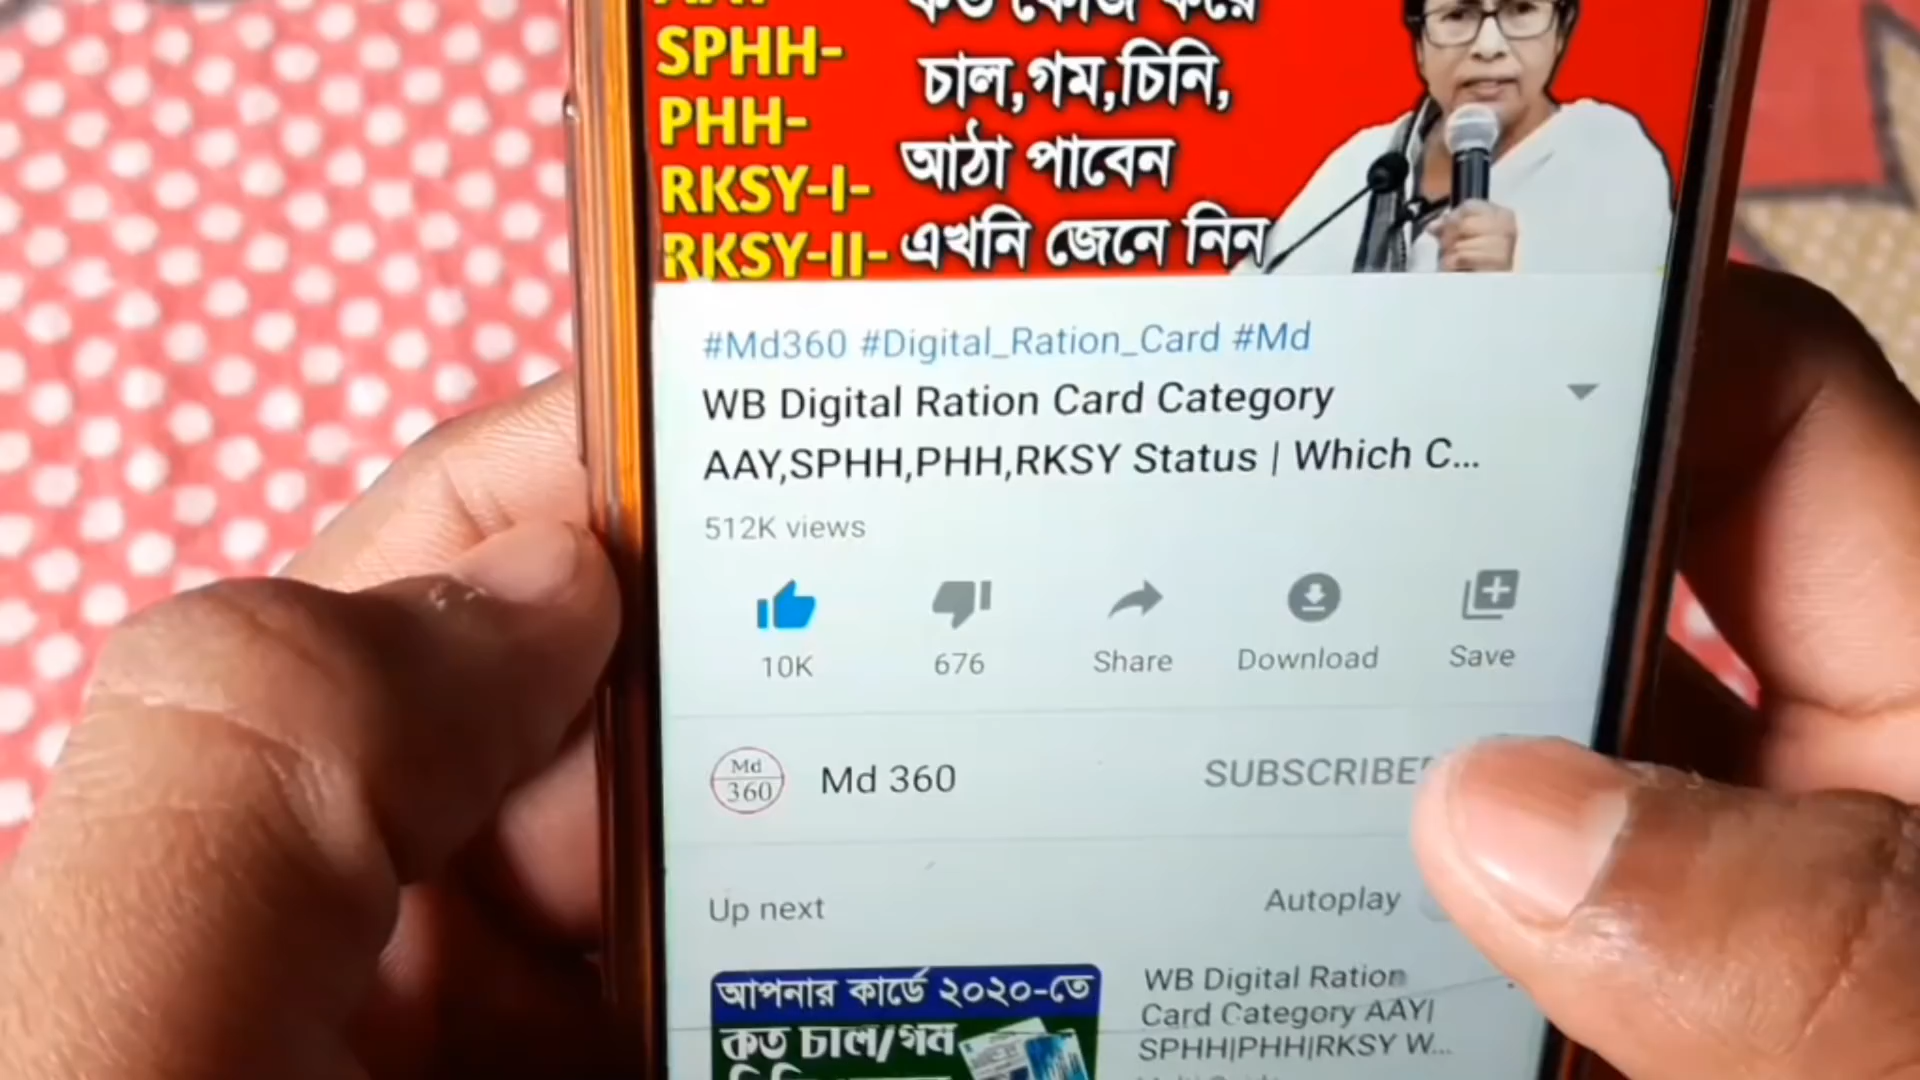 SPHH-
PHH-
RKSY-I-
RKSY-II-
চাল,গম,চিনি,
আঠা পাবেন
এখনি জেনে নিন
#Md360 #Digital_Ration_Card #Md
WB Digital Ration Card Category
AAY,SPHH,PHH,RKSY Status | Which C...
512K views
10K
676
Share
Download
Save
Md
360
Md 360
SUBSCRIBE
Up next
Autoplay
আপনার কার্ডে ২০২০-তে
কত চাল/গম
WB Digital Ration
Card Category AAY|
SPHH|PHH|RKSY W...